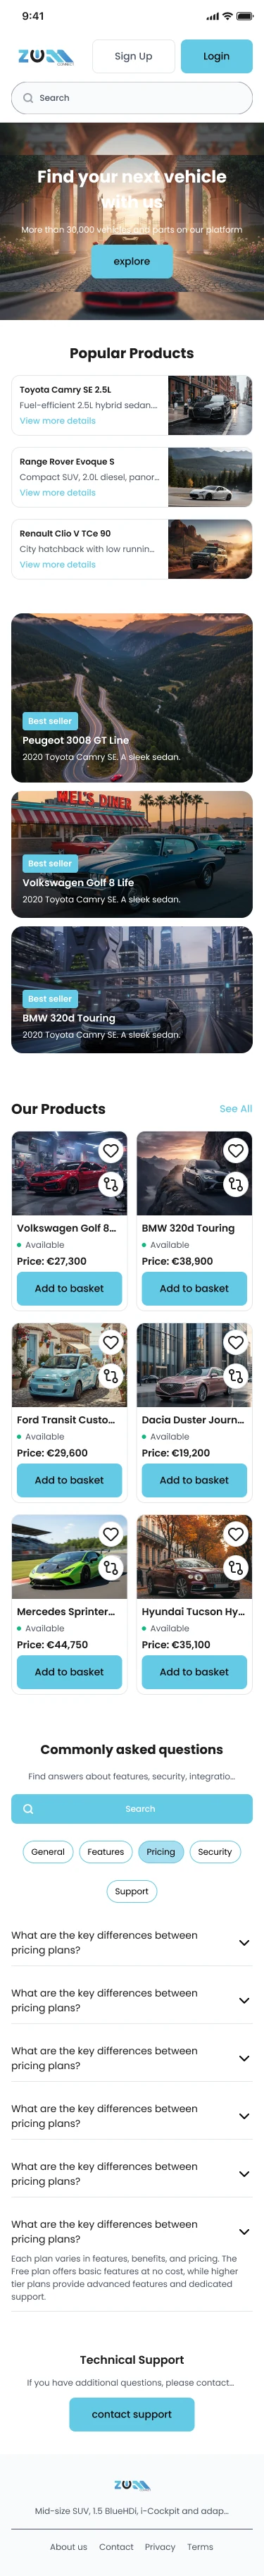 9:41
ZUM
CONNECT
Sign Up
Login
Search
Find your next vehicle
with us
More than 30,000 vehicles and parts on our platform
explore
Popular Products
Toyota Camry SE 2.5L
Fuel-efficient 2.5L hybrid sedan....
View more details
Range Rover Evoque S
Compact SUV, 2.0L diesel, panor...
View more details
Renault Clio V TCe 90
City hatchback with low runnin...
View more details
Best seller
Peugeot 3008 GT Line
2020 Toyota Camry SE. A sleek sedan.
MEL'S DINER
Best seller
Volkswagen Golf 8 Life
2020 Toyota Camry SE. A sleek sedan.
Best seller
BMW 320d Touring
2020 Toyota Camry SE. A sleek sedan.
Our Products
See All
Volkswagen Golf 8...
Available
Price: €27,300
Add to basket
BMW 320d Touring
Available
Price: €38,900
Add to basket
Ford Transit Custo...
Available
Price: €29,600
Add to basket
Dacia Duster Journ...
Available
Price: €19,200
Add to basket
Mercedes Sprinter...
Available
Price: €44,750
Add to basket
Hyundai Tucson Hy...
Available
Price: €35,100
Add to basket
Commonly asked questions
Find answers about features, security, integratio...
Search
General
Features
Pricing
Security
Support
What are the key differences between
pricing plans?
What are the key differences between
pricing plans?
What are the key differences between
pricing plans?
What are the key differences between
pricing plans?
What are the key differences between
pricing plans?
What are the key differences between
pricing plans?
Each plan varies in features, benefits, and pricing. The
Free plan offers basic features at no cost, while higher
tier plans provide advanced features and dedicated
support.
Technical Support
If you have additional questions, please contact...
contact support
ZUM
Mid-size SUV, 1.5 BlueHDi, i-Cockpit and adap...
About us
Contact
Privacy
Terms